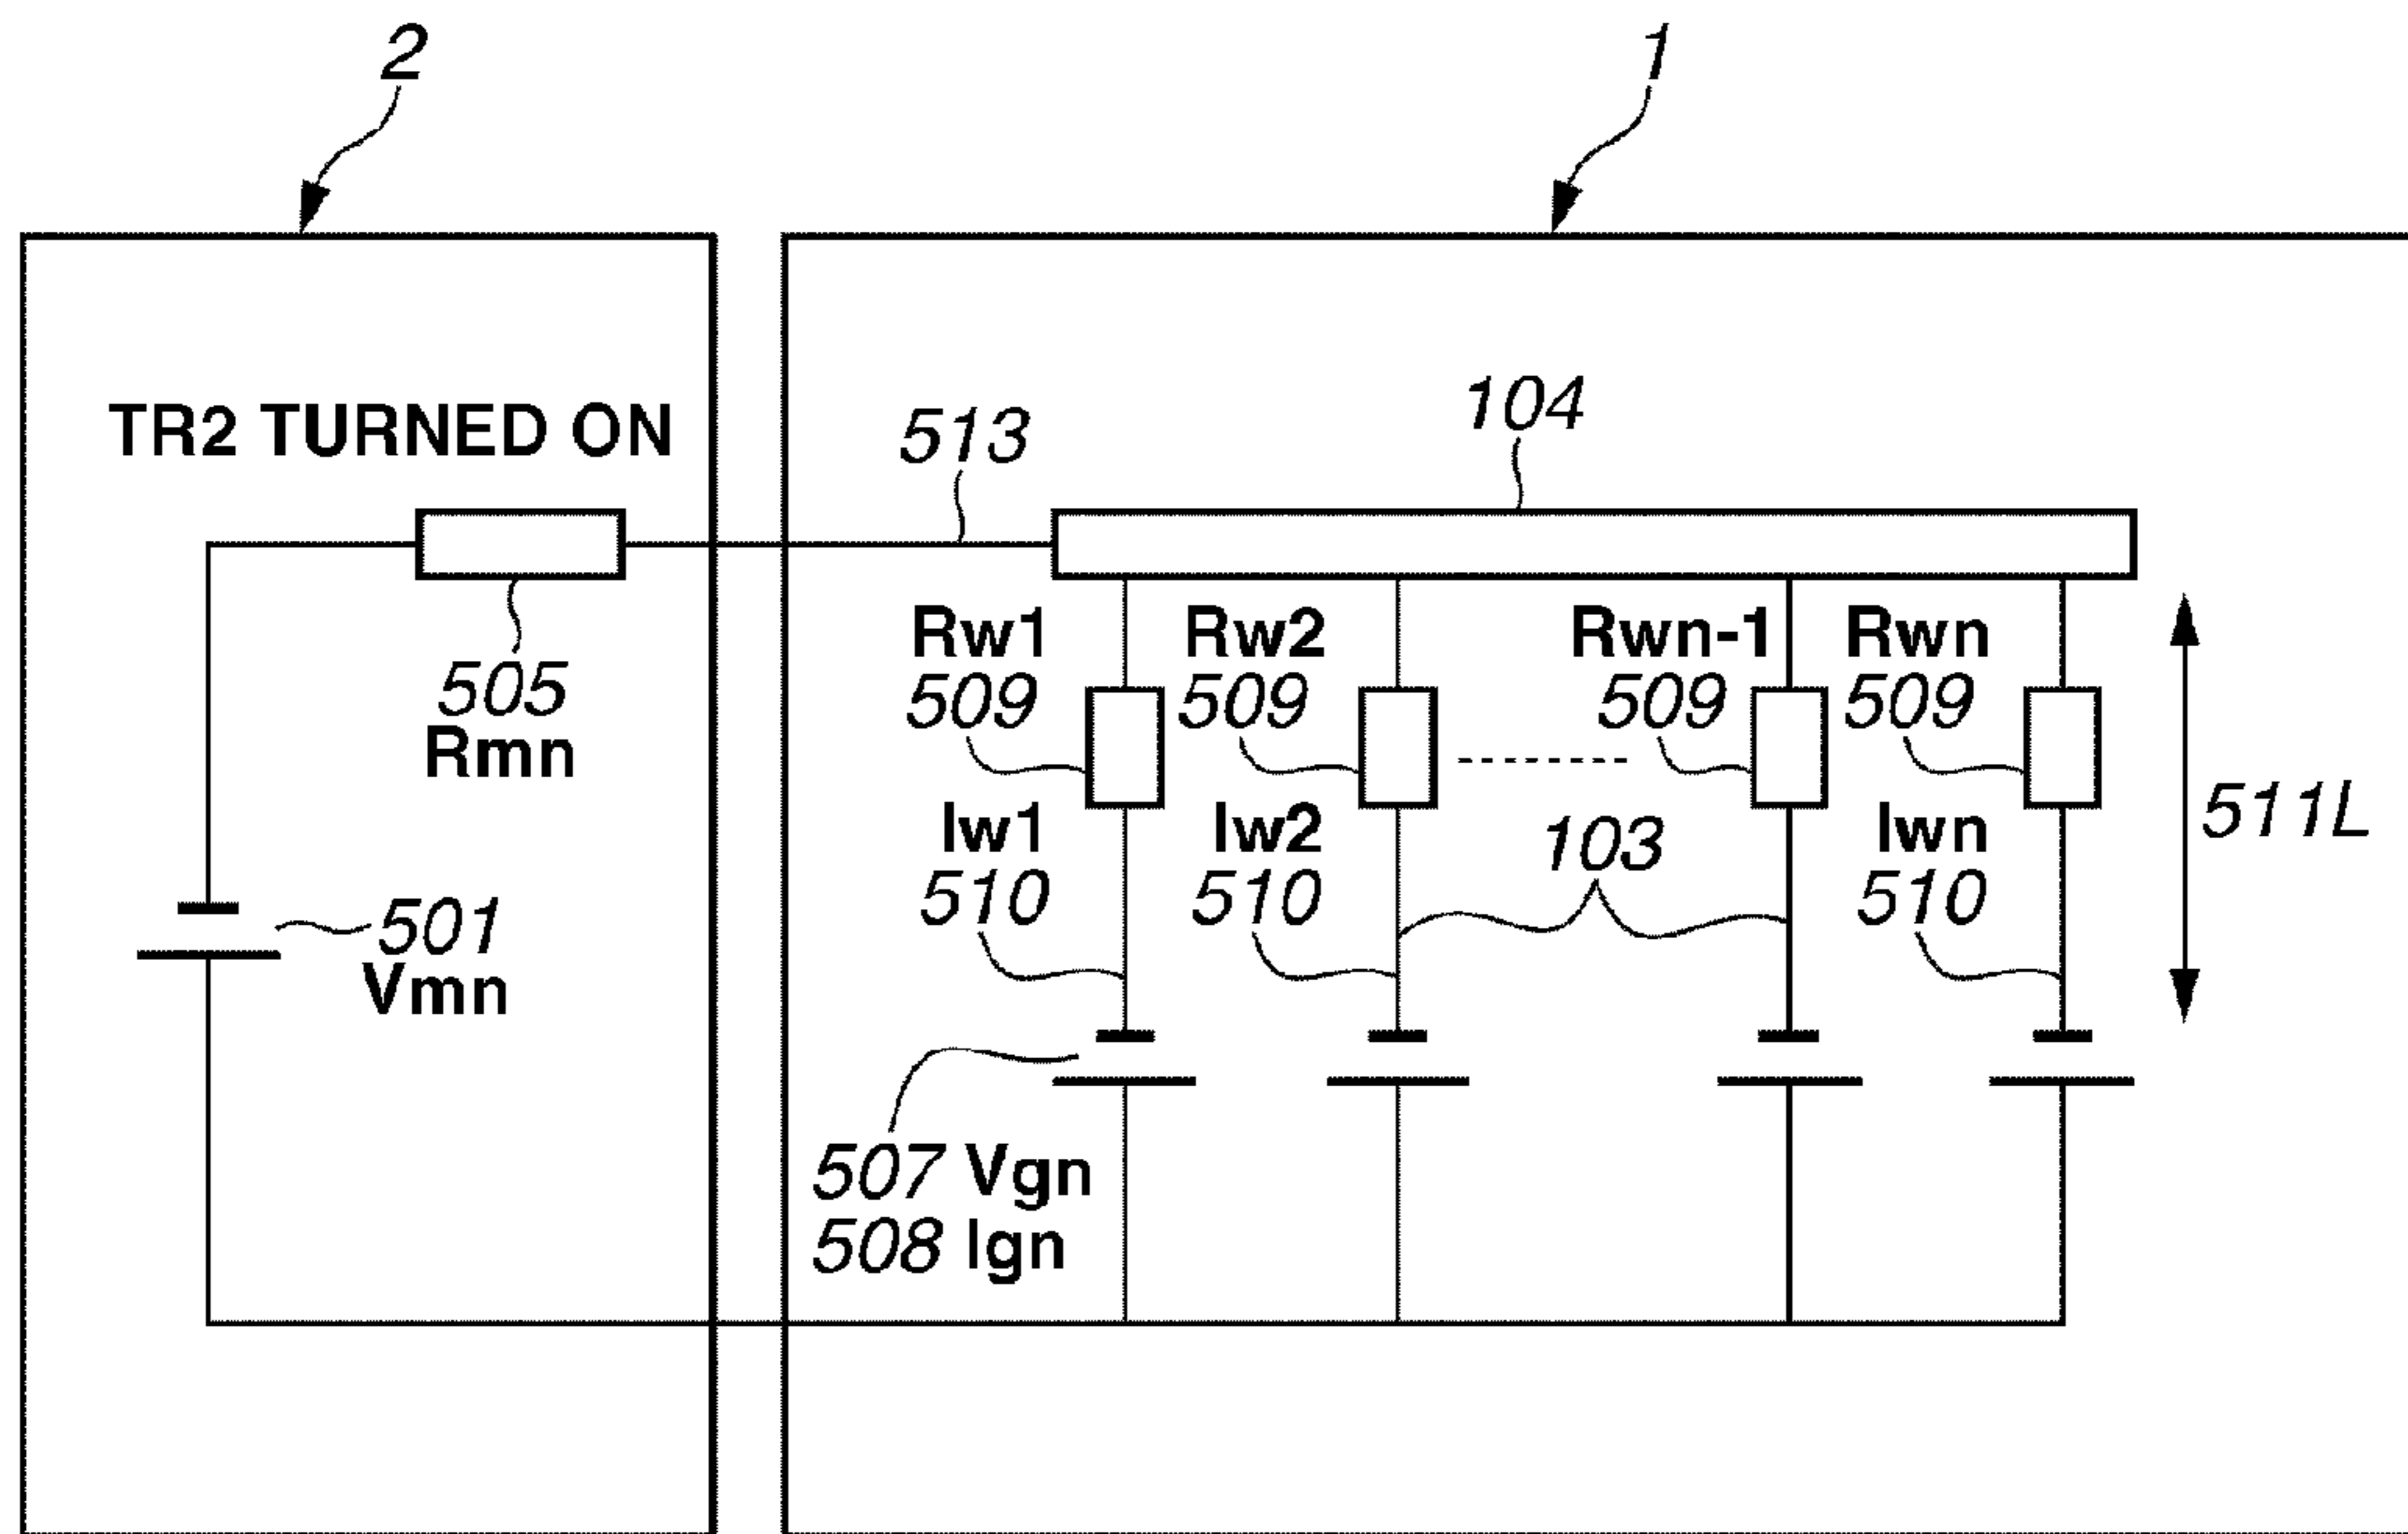 2
1
TR2 TURNED ON
513
104
505
Rmn
Rw1
509
Rw2
509
Rwn-1
509
Rwn
509
511L
501
Vmn
Iw1
510
Iw2
510
103
Iwn
510
507 Vgn
508 Ign